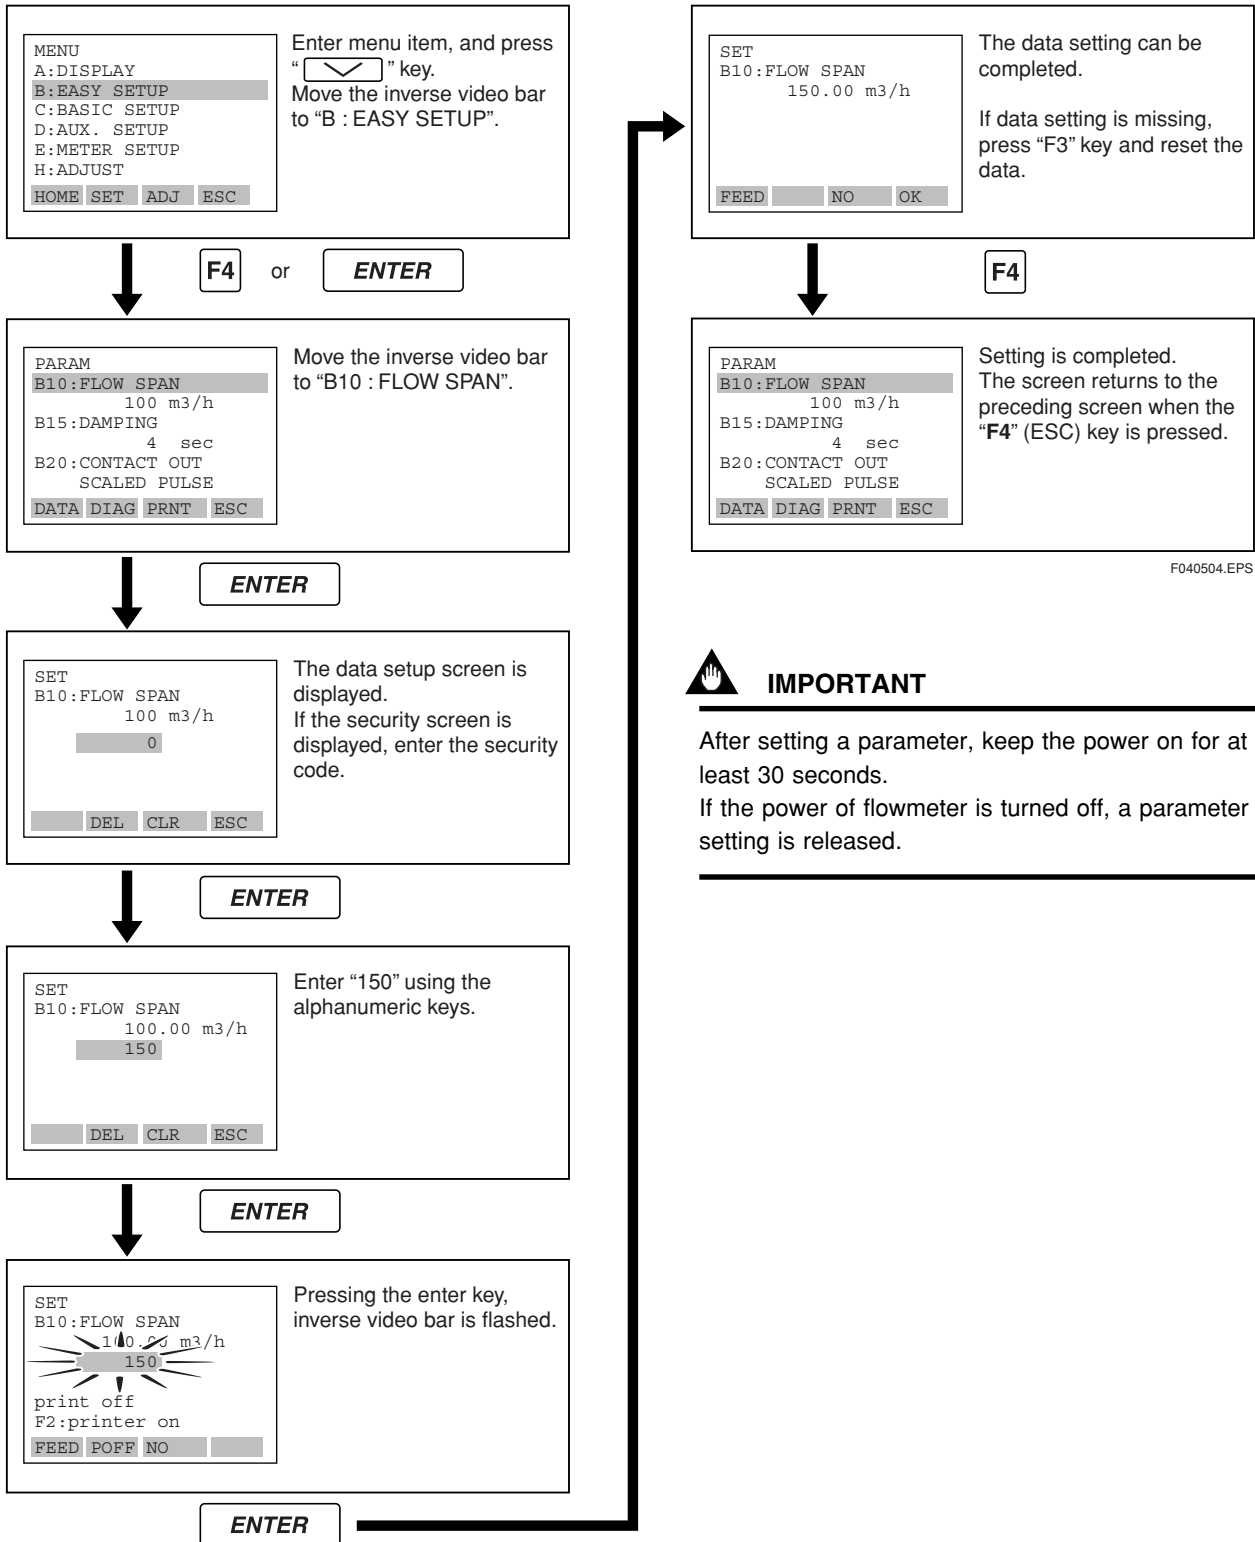 MENU
A:DISPLAY
B:EASY SETUP
C:BASIC SETUP
D:AUX. SETUP
E:METER SETUP
H:ADJUST
HOME SET ADJ ESC
Enter menu item, and press
“ ” key.
Move the inverse video bar
to “B : EASY SETUP”.
F4 or ENTER
PARAM
B10:FLOW SPAN
100 m3/h
B15:DAMPING
4 sec
B20:CONTACT OUT
SCALED PULSE
DATA DIAG PRNT ESC
Move the inverse video bar
to “B10 : FLOW SPAN”.
ENTER
SET
B10:FLOW SPAN
100 m3/h
0
DEL CLR ESC
The data setup screen is
displayed.
If the security screen is
displayed, enter the security
code.
ENTER
SET
B10:FLOW SPAN
100.00 m3/h
150
DEL CLR ESC
Enter “150” using the
alphanumeric keys.
ENTER
SET
B10:FLOW SPAN
100.00 m3/h
150
print off
F2:printer on
FEED POFF NO
Pressing the enter key,
inverse video bar is flashed.
ENTER
SET
B10:FLOW SPAN
150.00 m3/h
FEED NO OK
The data setting can be
completed.
If data setting is missing,
press “F3” key and reset the
data.
F4
PARAM
B10:FLOW SPAN
100 m3/h
B15:DAMPING
4 sec
B20:CONTACT OUT
SCALED PULSE
DATA DIAG PRNT ESC
Setting is completed.
The screen returns to the
preceding screen when the
“F4” (ESC) key is pressed.
F040504.EPS
IMPORTANT
After setting a parameter, keep the power on for at
least 30 seconds.
If the power of flowmeter is turned off, a parameter
setting is released.